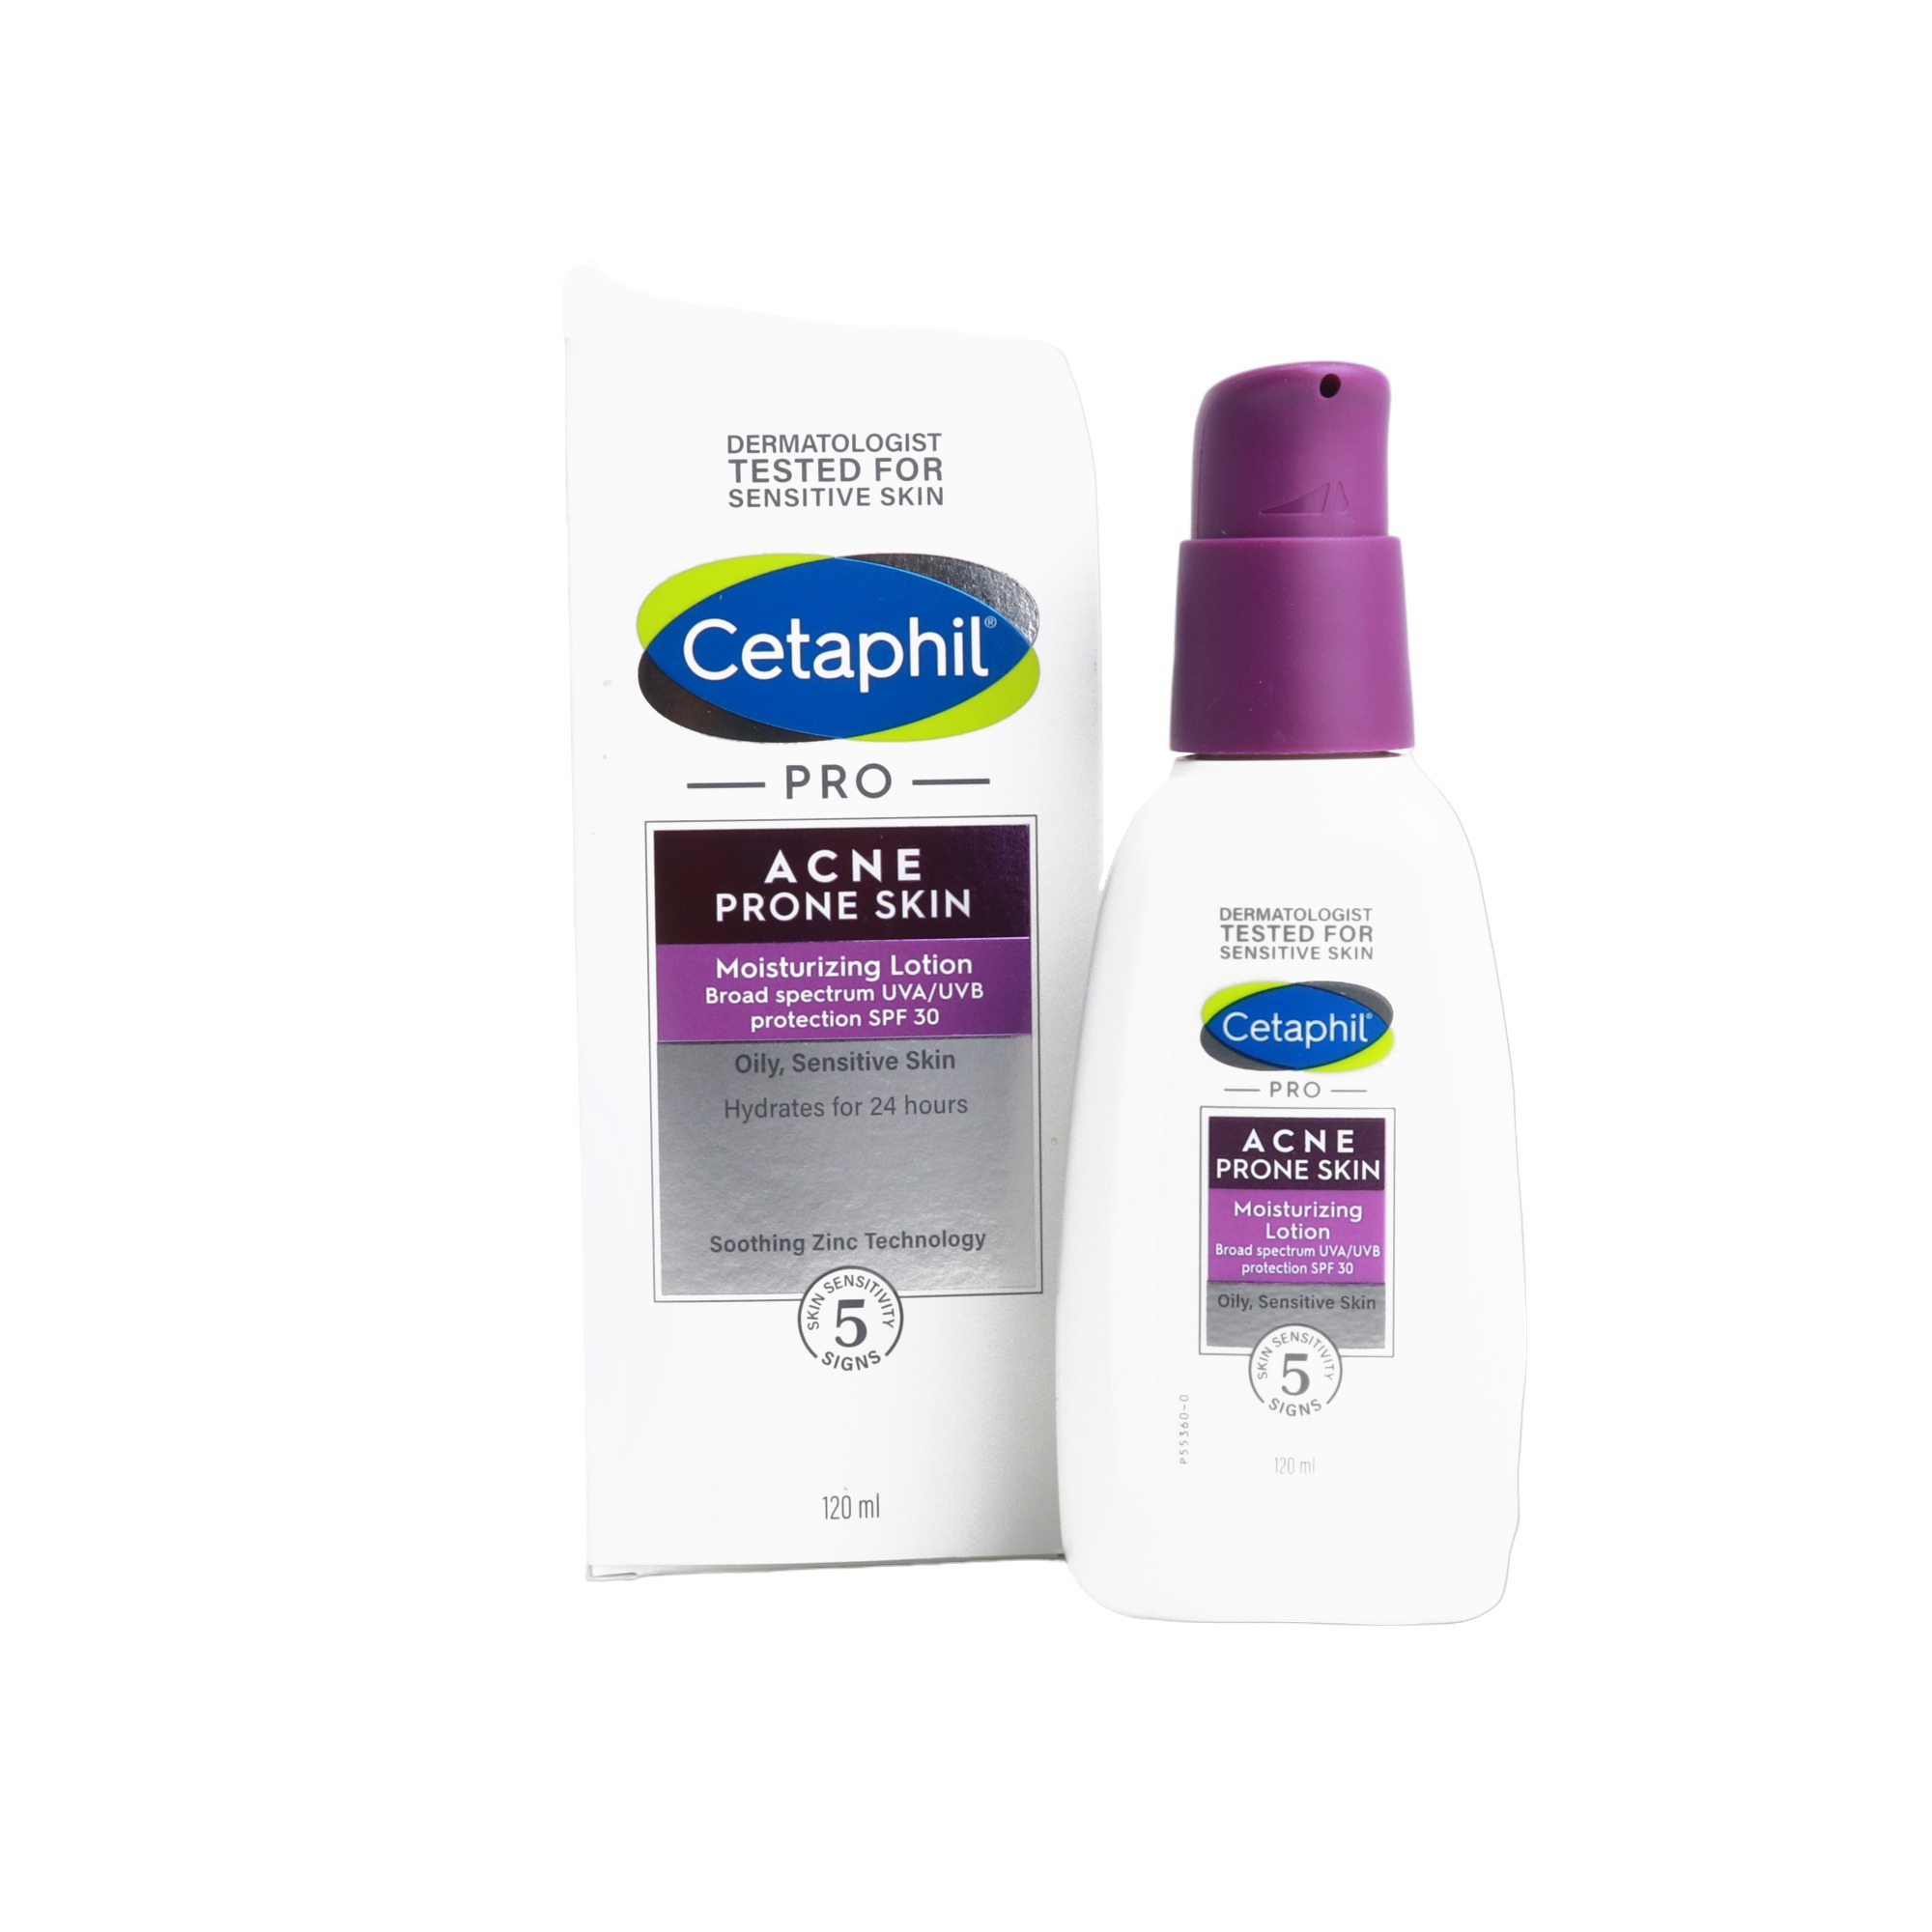 DERMATOLOGIST
TESTED FOR
SENSITIVE SKIN
Cetaphil®
PRO
ACNE
PRONE SKIN
Moisturizing Lotion
Broad spectrum UVA/UVB
protection SPF 30
Oily, Sensitive Skin
Hydrates for 24 hours
Soothing Zinc Technology
SKIN SENSITIVITY
5
SIGNS
120 ml
DERMATOLOGIST
TESTED FOR
SENSITIVE SKIN
Cetaphil®
PRO
ACNE
PRONE SKIN
Moisturizing
Lotion
Broad spectrum UVA/UVB
protection SPF 30
Oily, Sensitive Skin
SKIN SENSITIVITY
5
SIGNS
P55360-0
120 ml